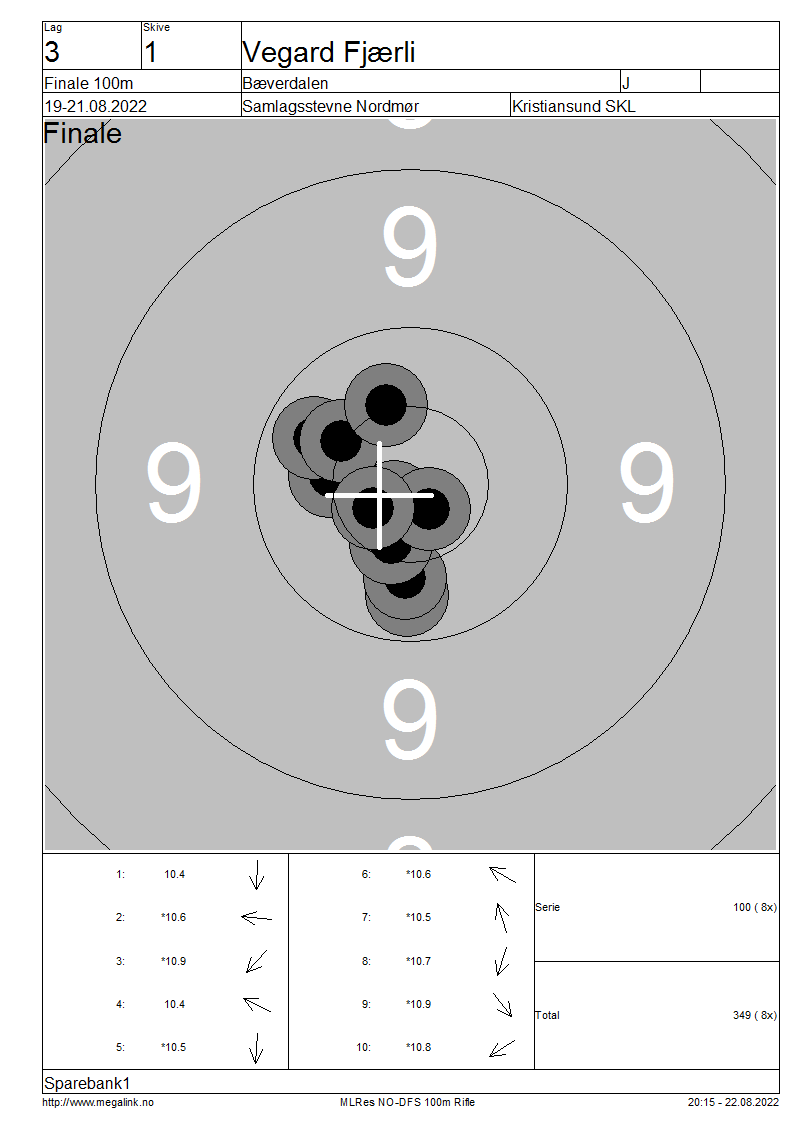 Lag Skive
3 1 Vegard Fjærli
Finale 100m Bæverdalen J
19-21.08.2022 Samlagsstevne Nordmør Kristiansund SKL
Finale
9
9 9
9
1: 10.4 6: *10.6
2: *10.6 7: *10.5
Serie 100 ( 8x)
3: *10.9 8: *10.7
4: 10.4 9: *10.9
Total 349 ( 8x)
5: *10.5 10: *10.8
Sparebank1
http://www.megalink.no MLRes NO-DFS 100m Rifle 20:15 - 22.08.2022